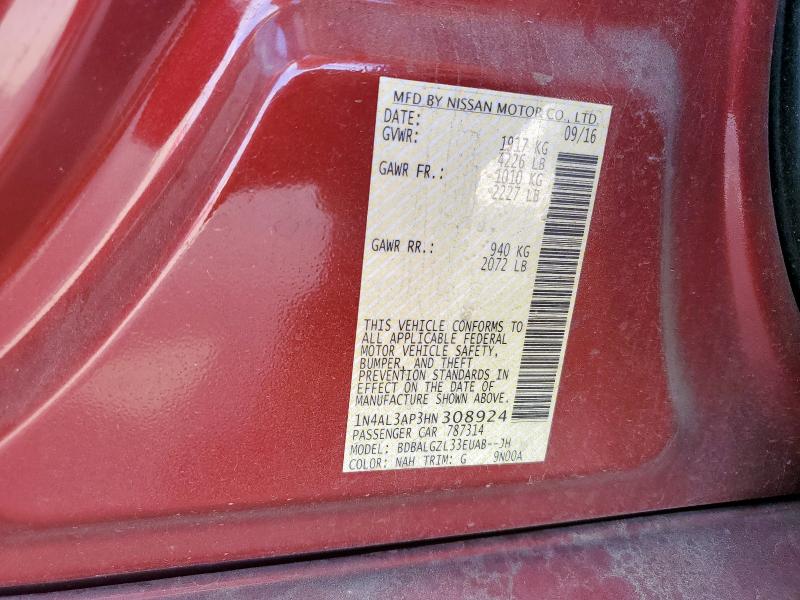 MFD BY NISSAN MOTOR CO., LTD.
DATE: 09/16
GVWR: 1917 KG
4226 LB
GAWR FR.: 1010 KG
2227 LB
GAWR RR.: 940 KG
2072 LB
THIS VEHICLE CONFORMS TO
ALL APPLICABLE FEDERAL
MOTOR VEHICLE SAFETY,
BUMPER, AND THEFT
PREVENTION STANDARDS IN
EFFECT ON THE DATE OF
MANUFACTURE SHOWN ABOVE.
1N4AL3AP3HN308924
PASSENGER CAR 787314
MODEL: BDBALGZL33EUAB--JH
COLOR: NAH TRIM: G 9N00A